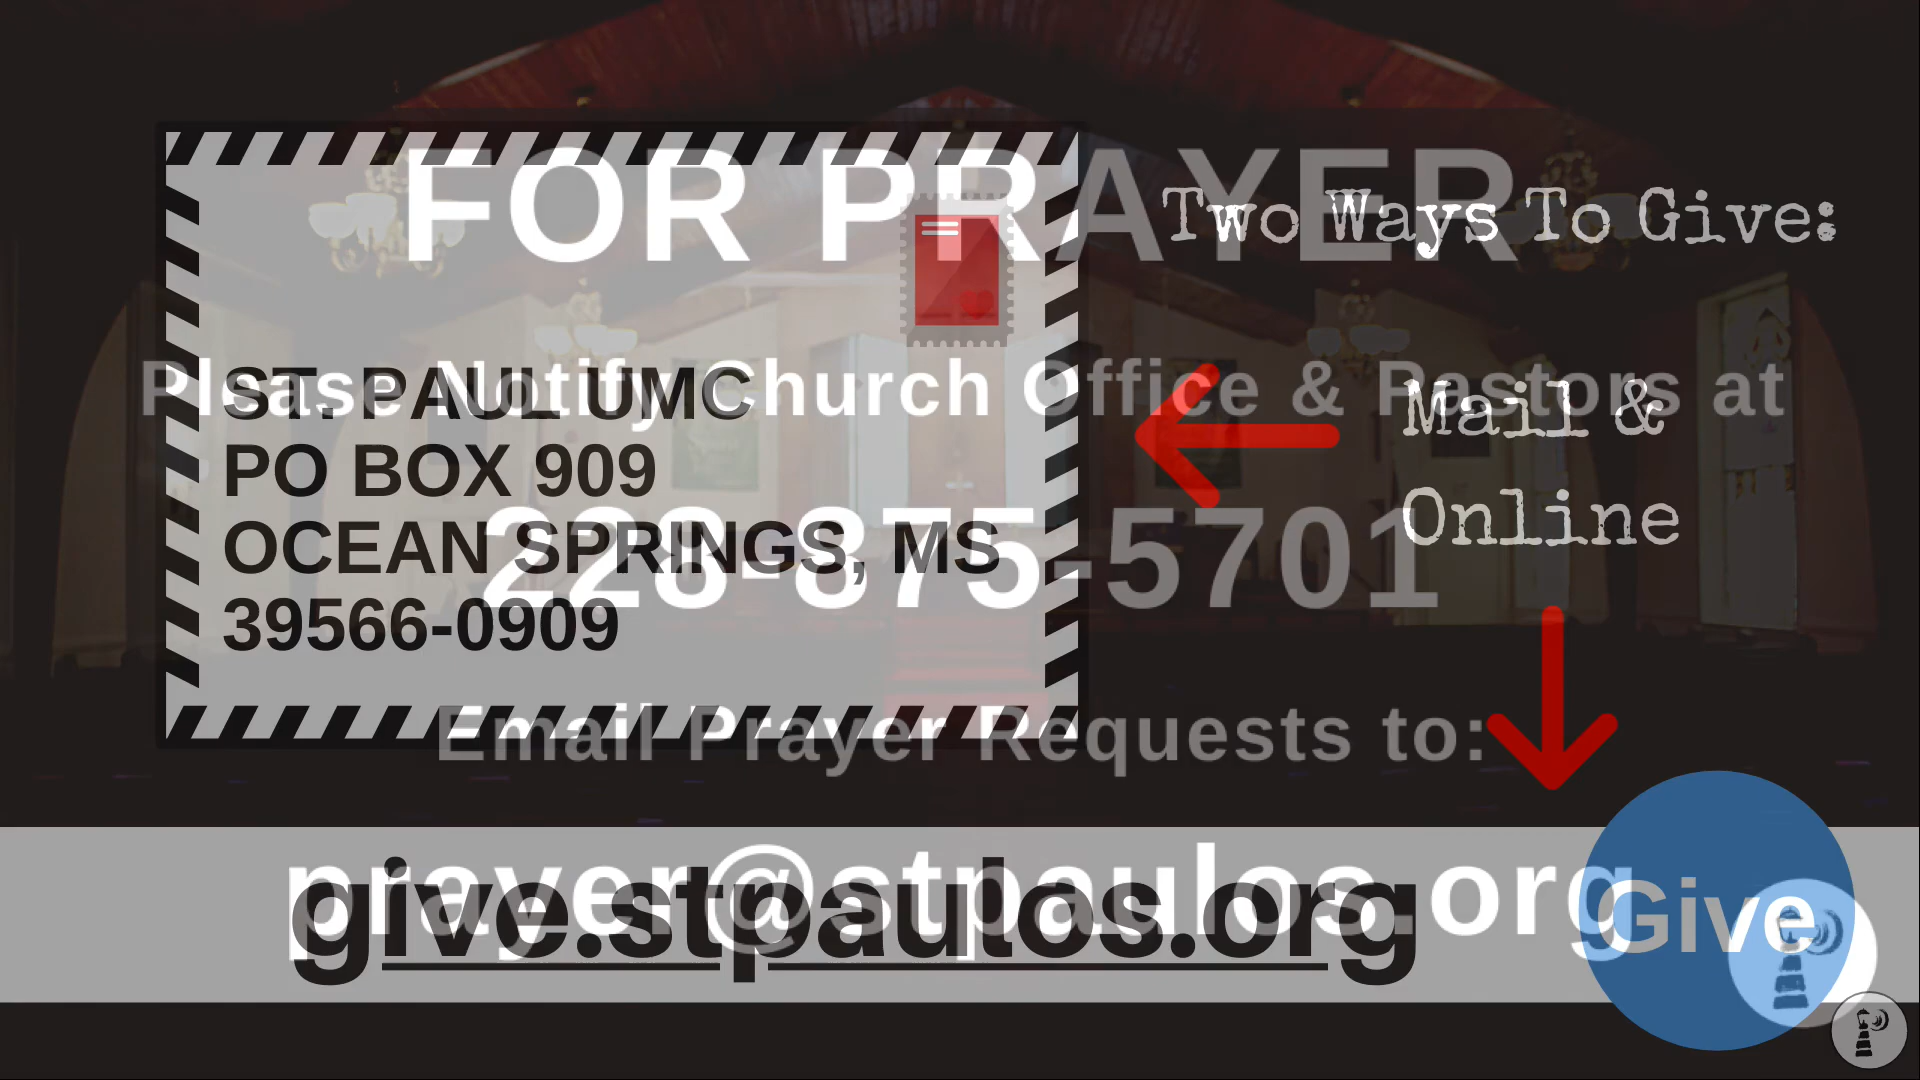 FOR PRAYER
Please Notify Church Office & Pastors at
228-875-5701
Email Prayer Requests to:
prayer@stpaulos.org
Two Ways To Give:
Mail &
Online
ST. PAUL UMC
PO BOX 909
OCEAN SPRINGS, MS
39566-0909
give.stpaulos.org
Give